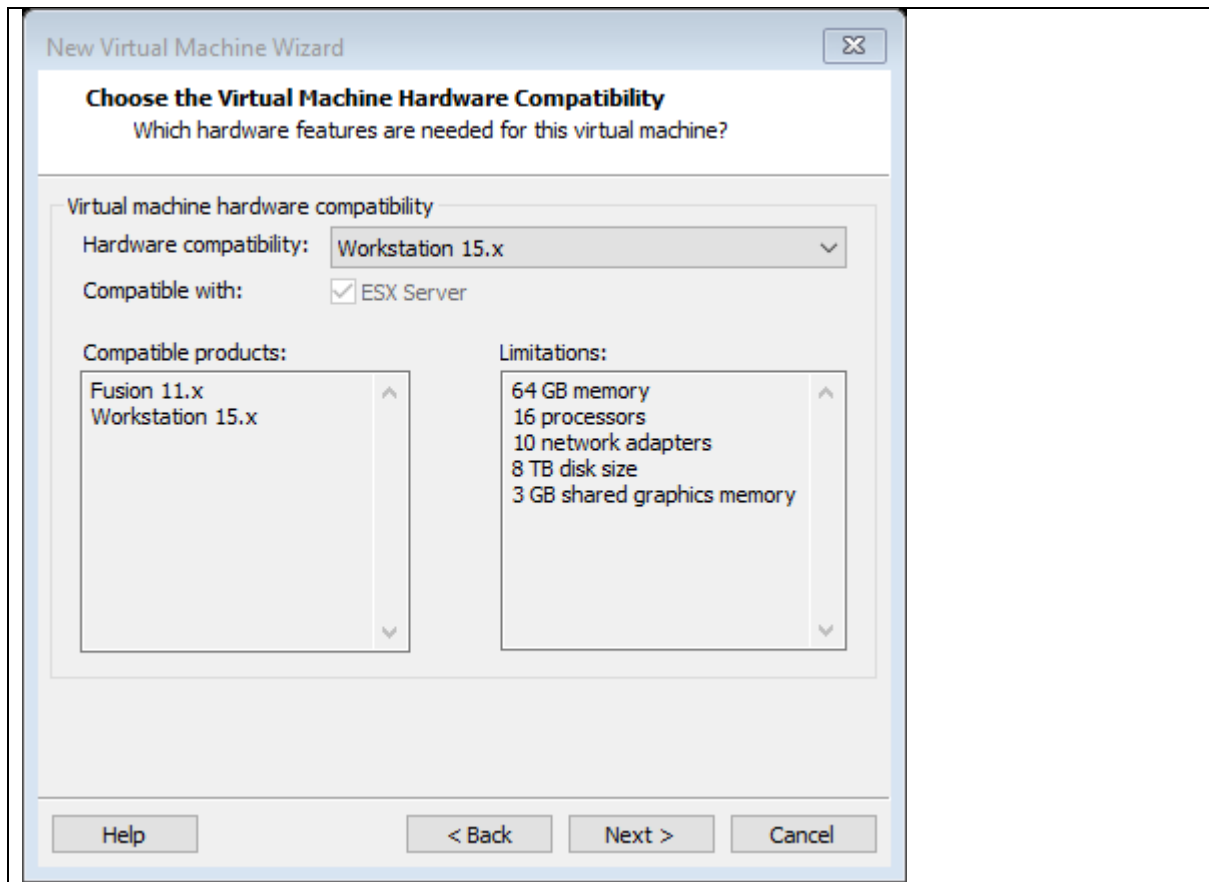 New Virtual Machine Wizard
Choose the Virtual Machine Hardware Compatibility
Which hardware features are needed for this virtual machine?
Virtual machine hardware compatibility
Hardware compatibility: Workstation 15.x
Compatible with: ESX Server
Compatible products:
Fusion 11.x
Workstation 15.x
Limitations:
64 GB memory
16 processors
10 network adapters
8 TB disk size
3 GB shared graphics memory
Help < Back Next > Cancel